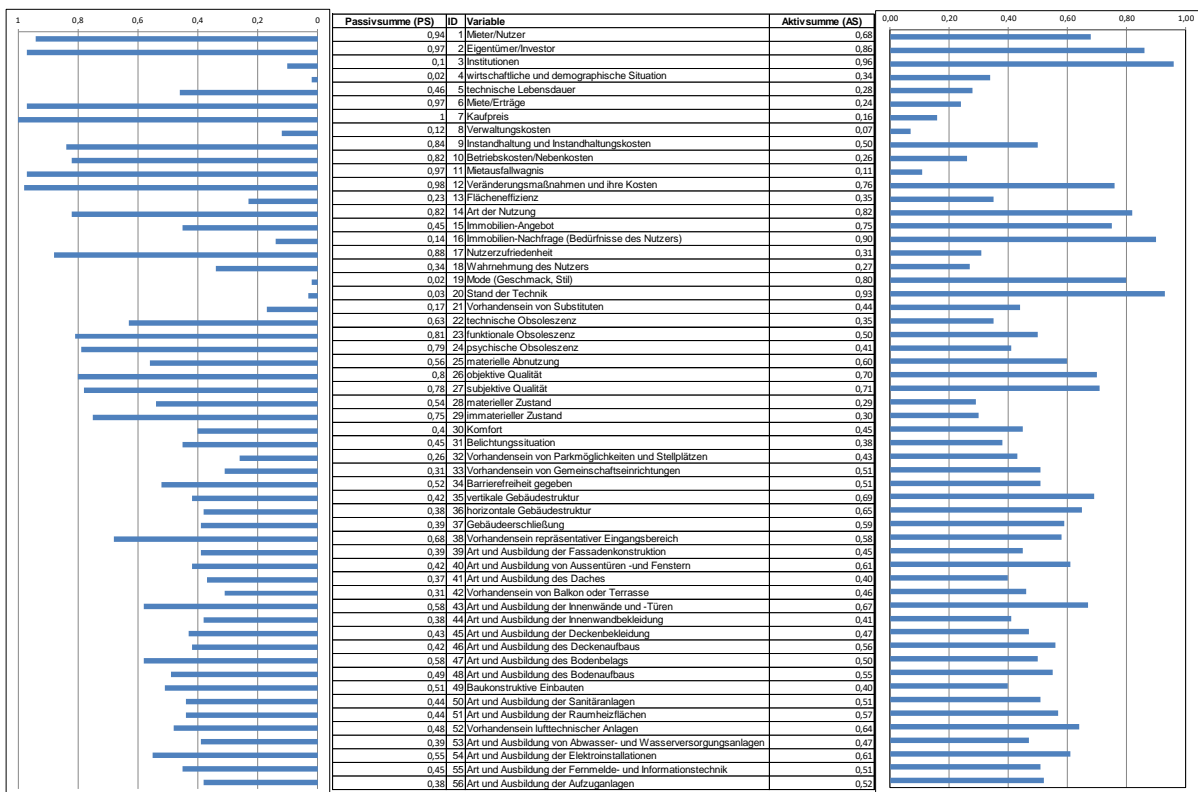 1 0,8 0,6 0,4 0,2 0
Passivsumme (PS) ID Variable Aktivsumme (AS)
0,00 0,20 0,40 0,60 0,80 1,00
0,94 1 Mieter/Nutzer 0,68
0,97 2 Eigentümer/Investor 0,86
0,1 3 Institutionen 0,96
0,02 4 wirtschaftliche und demographische Situation 0,34
0,46 5 technische Lebensdauer 0,28
0,97 6 Miete/Erträge 0,24
1 7 Kaufpreis 0,16
0,12 8 Verwaltungskosten 0,07
0,84 9 Instandhaltung und Instandhaltungskosten 0,50
0,82 10 Betriebskosten/Nebenkosten 0,26
0,97 11 Mietausfallwagnis 0,11
0,98 12 Veränderungsmaßnahmen und ihre Kosten 0,76
0,23 13 Flächeneffizienz 0,35
0,82 14 Art der Nutzung 0,82
0,45 15 Immobilien-Angebot 0,75
0,14 16 Immobilien-Nachfrage (Bedürfnisse des Nutzers) 0,90
0,88 17 Nutzerzufriedenheit 0,31
0,34 18 Wahrnehmung des Nutzers 0,27
0,02 19 Mode (Geschmack, Stil) 0,80
0,03 20 Stand der Technik 0,93
0,17 21 Vorhandensein von Substituten 0,44
0,63 22 technische Obsoleszenz 0,35
0,81 23 funktionale Obsoleszenz 0,50
0,79 24 psychische Obsoleszenz 0,41
0,56 25 materielle Abnutzung 0,60
0,8 26 objektive Qualität 0,70
0,78 27 subjektive Qualität 0,71
0,54 28 materieller Zustand 0,29
0,75 29 immaterieller Zustand 0,30
0,4 30 Komfort 0,45
0,45 31 Belichtungssituation 0,38
0,26 32 Vorhandensein von Parkmöglichkeiten und Stellplätzen 0,43
0,31 33 Vorhandensein von Gemeinschaftseinrichtungen 0,51
0,52 34 Barrierefreiheit gegeben 0,51
0,42 35 vertikale Gebäudestruktur 0,69
0,38 36 horizontale Gebäudestruktur 0,65
0,39 37 Gebäudeerschließung 0,59
0,68 38 Vorhandensein repräsentativer Eingangsbereich 0,58
0,39 39 Art und Ausbildung der Fassadenkonstruktion 0,45
0,42 40 Art und Ausbildung von Aussentüren -und Fenstern 0,61
0,37 41 Art und Ausbildung des Daches 0,40
0,31 42 Vorhandensein von Balkon oder Terrasse 0,46
0,58 43 Art und Ausbildung der Innenwände und -Türen 0,67
0,38 44 Art und Ausbildung der Innenwandbekleidung 0,41
0,43 45 Art und Ausbildung der Deckenbekleidung 0,47
0,42 46 Art und Ausbildung des Deckenaufbaus 0,56
0,58 47 Art und Ausbildung des Bodenbelags 0,50
0,49 48 Art und Ausbildung des Bodenaufbaus 0,55
0,51 49 Baukonstruktive Einbauten 0,40
0,44 50 Art und Ausbildung der Sanitäranlagen 0,51
0,44 51 Art und Ausbildung der Raumheizflächen 0,57
0,48 52 Vorhandensein lufttechnischer Anlagen 0,64
0,39 53 Art und Ausbildung von Abwasser- und Wasserversorgungsanlagen 0,47
0,55 54 Art und Ausbildung der Elektroinstallationen 0,61
0,45 55 Art und Ausbildung der Fernmelde- und Informationstechnik 0,51
0,38 56 Art und Ausbildung der Aufzuganlagen 0,52